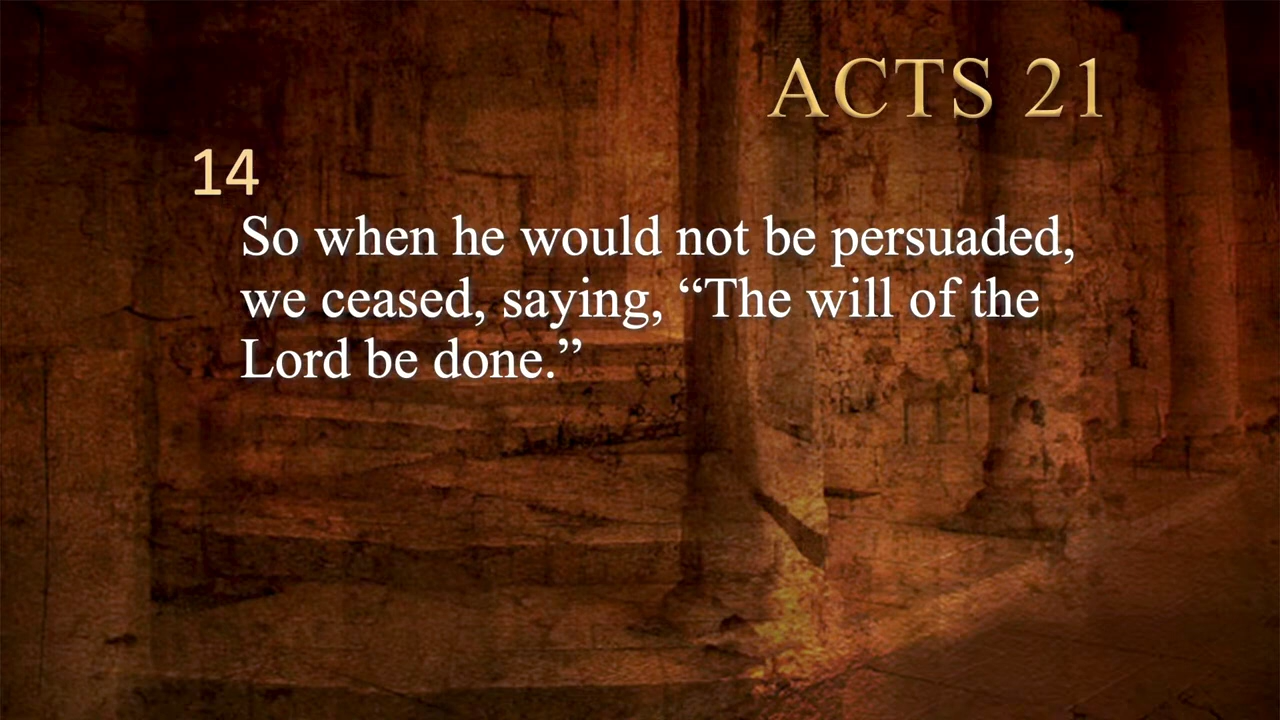 ACTS 21
14
So when he would not be persuaded,
we ceased, saying, “The will of the
Lord be done.”